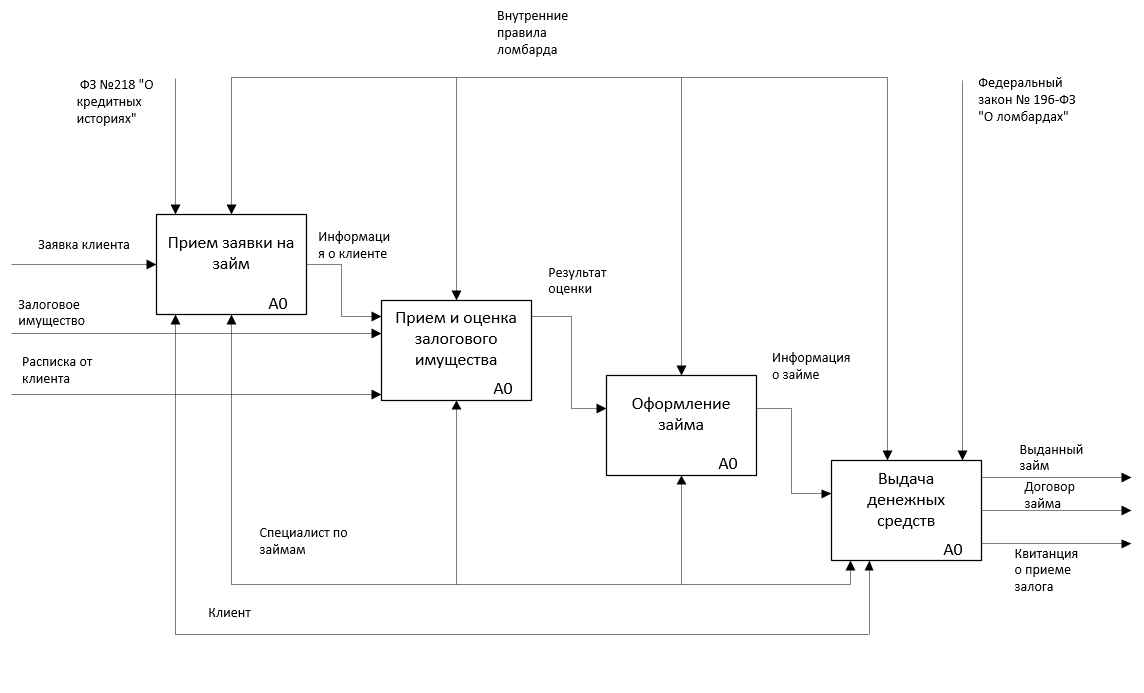 Внутренние
правила
ломбарда
ФЗ №218 "О
кредитных
историях"
Федеральный
закон № 196-ФЗ
"О ломбардах"
Заявка клиента
Прием заявки на
займ
A0
Информаци
я о клиенте
Залоговое
имущество
Расписка от
клиента
Прием и оценка
залогового
имущества
A0
Результат
оценки
Оформление
займа
A0
Информация
о займе
Выдача
денежных
средств
A0
Выданный
займ
Договор
займа
Квитанция
о приеме
залога
Специалист по
займам
Клиент